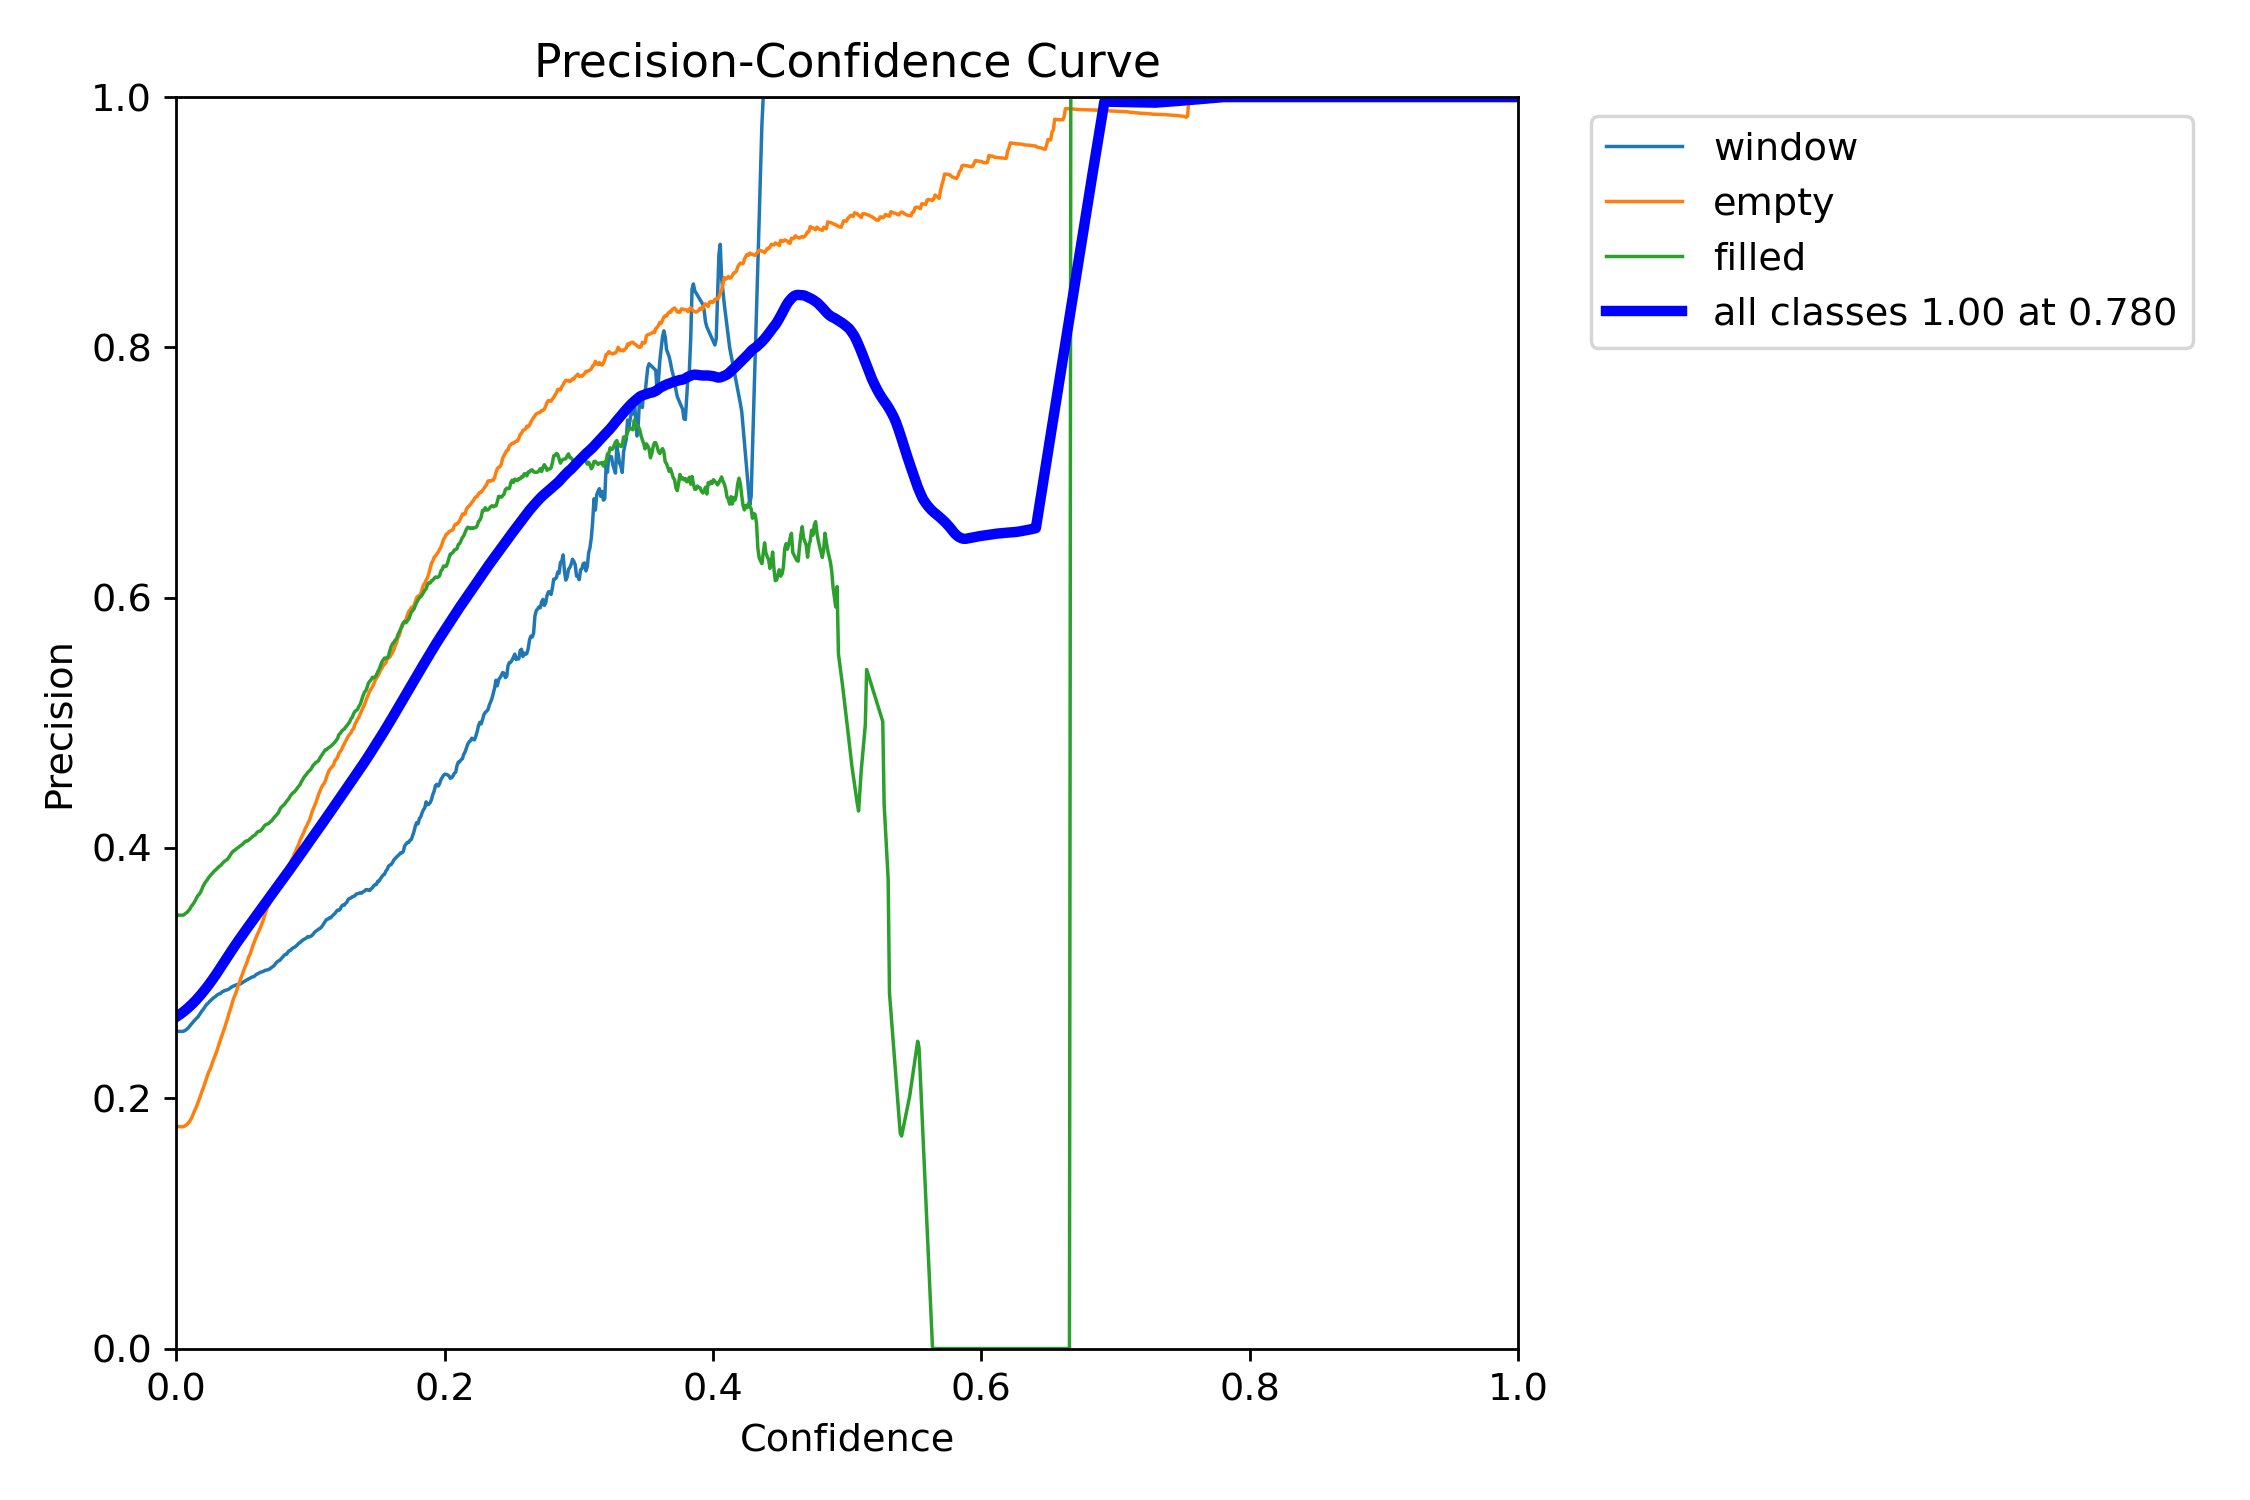 Precision-Confidence Curve
1.0
0.8
0.6
0.4
0.2
0.0
Precision
0.0 0.2 0.4 0.6 0.8 1.0
Confidence
window
empty
filled
all classes 1.00 at 0.780